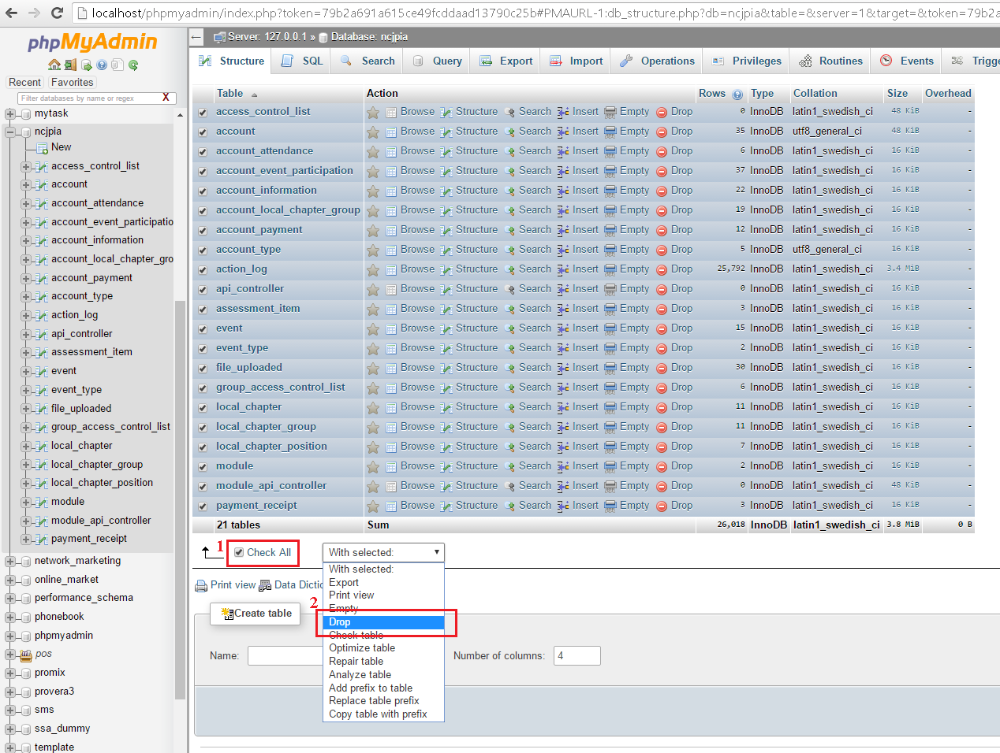 localhost/phpmyadmin/index.php?token=79b2a691a615ce49fcddaad13790c25b#PMAURL-1:db_structure.php?db=ncjpia&table=&server=1&target=&token=79b2a
phpMyAdmin
Recent Favorites
Filter databases by name or regex X
mytask
ncjpia
New
access_control_list
account
account_attendance
account_event_participatio
account_information
account_local_chapter_gro
account_payment
account_type
action_log
api_controller
assessment_item
event
event_type
file_uploaded
group_access_control_list
local_chapter
local_chapter_group
local_chapter_position
module
module_api_controller
payment_receipt
network_marketing
online_market
performance_schema
phonebook
phpmyadmin
pos
promix
provera3
sms
ssa_dummy
template
Server: 127.0.0.1 » Database: ncjpia
Structure SQL Search Query Export Import Operations Privileges Routines Events Trigge
Table Action Rows Type Collation Size Overhead
access_control_list Browse Structure Search Insert Empty Drop 0 InnoDB latin1_swedish_ci 48 KiB -
account Browse Structure Search Insert Empty Drop 35 InnoDB utf8_general_ci 48 KiB -
account_attendance Browse Structure Search Insert Empty Drop 6 InnoDB latin1_swedish_ci 16 KiB -
account_event_participation Browse Structure Search Insert Empty Drop 37 InnoDB latin1_swedish_ci 16 KiB -
account_information Browse Structure Search Insert Empty Drop 22 InnoDB latin1_swedish_ci 16 KiB -
account_local_chapter_group Browse Structure Search Insert Empty Drop 19 InnoDB latin1_swedish_ci 16 KiB -
account_payment Browse Structure Search Insert Empty Drop 12 InnoDB latin1_swedish_ci 16 KiB -
account_type Browse Structure Search Insert Empty Drop 5 InnoDB utf8_general_ci 16 KiB -
action_log Browse Structure Search Insert Empty Drop 25,792 InnoDB latin1_swedish_ci 3.4 MiB -
api_controller Browse Structure Search Insert Empty Drop 0 InnoDB latin1_swedish_ci 16 KiB -
assessment_item Browse Structure Search Insert Empty Drop 3 InnoDB latin1_swedish_ci 16 KiB -
event Browse Structure Search Insert Empty Drop 15 InnoDB latin1_swedish_ci 16 KiB -
event_type Browse Structure Search Insert Empty Drop 2 InnoDB latin1_swedish_ci 16 KiB -
file_uploaded Browse Structure Search Insert Empty Drop 30 InnoDB latin1_swedish_ci 16 KiB -
group_access_control_list Browse Structure Search Insert Empty Drop 6 InnoDB latin1_swedish_ci 16 KiB -
local_chapter Browse Structure Search Insert Empty Drop 11 InnoDB latin1_swedish_ci 16 KiB -
local_chapter_group Browse Structure Search Insert Empty Drop 11 InnoDB latin1_swedish_ci 16 KiB -
local_chapter_position Browse Structure Search Insert Empty Drop 7 InnoDB latin1_swedish_ci 16 KiB -
module Browse Structure Search Insert Empty Drop 2 InnoDB latin1_swedish_ci 16 KiB -
module_api_controller Browse Structure Search Insert Empty Drop 0 InnoDB latin1_swedish_ci 48 KiB -
payment_receipt Browse Structure Search Insert Empty Drop 3 InnoDB latin1_swedish_ci 16 KiB -
21 tables Sum 26,018 InnoDB latin1_swedish_ci 3.8 MiB 0 B
1 Check All With selected:
With selected:
Export
Print view
Empty
2 Drop
Check table
Optimize table
Repair table
Analyze table
Add prefix to table
Replace table prefix
Copy table with prefix
Print view Data Dictio
Create table
Name: Number of columns: 4